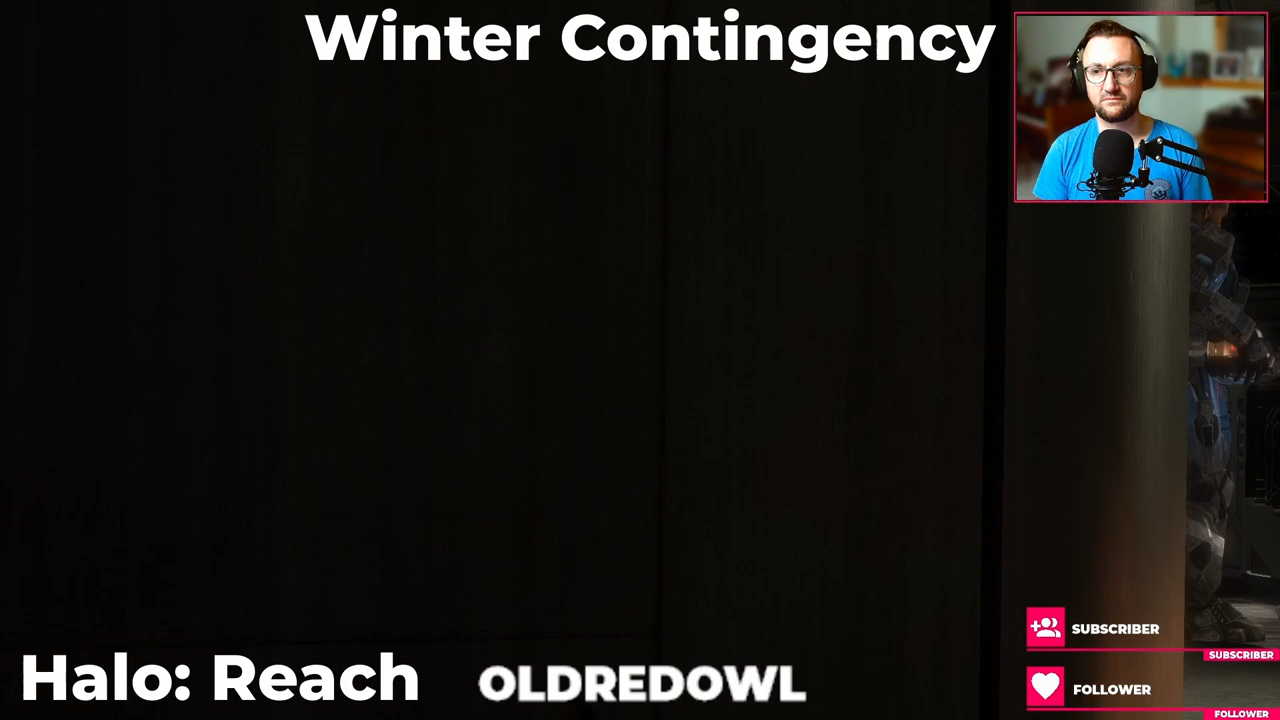 Winter Contingency
SUBSCRIBER
SUBSCRIBER
FOLLOWER
FOLLOWER
Halo: Reach
OLDREDOWL